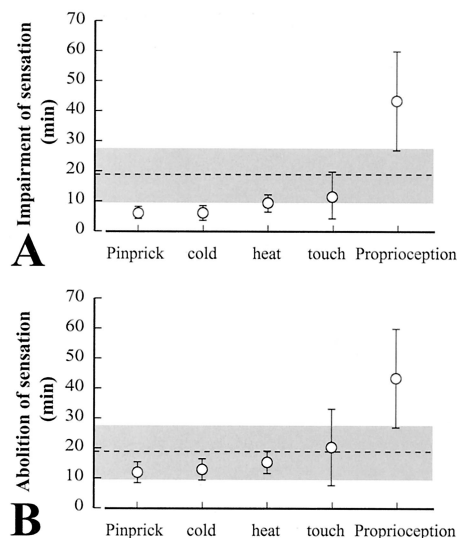 Impairment of sensation
(min)
70
60
50
40
30
20
10
0
A
Pinprick cold heat touch Proprioception
Abolition of sensation
(min)
70
60
50
40
30
20
10
0
B
Pinprick cold heat touch Proprioception